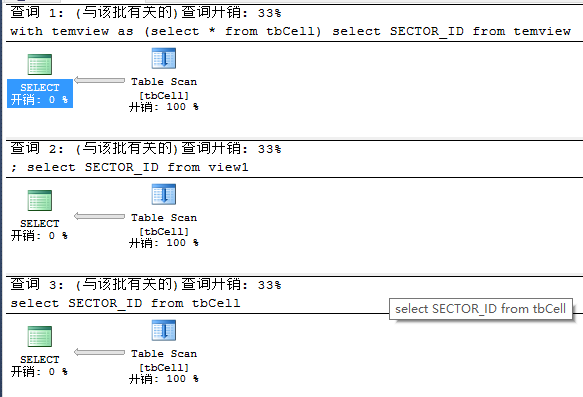 查询 1: (与该批有关的)查询开销: 33%
with temview as (select * from tbCell) select SECTOR_ID from temview
SELECT
开销: 0 %
Table Scan
[tbCell]
开销: 100 %
查询 2: (与该批有关的)查询开销: 33%
; select SECTOR_ID from view1
SELECT
开销: 0 %
Table Scan
[tbCell]
开销: 100 %
查询 3: (与该批有关的)查询开销: 33%
select SECTOR_ID from tbCell
select SECTOR_ID from tbCell
SELECT
开销: 0 %
Table Scan
[tbCell]
开销: 100 %